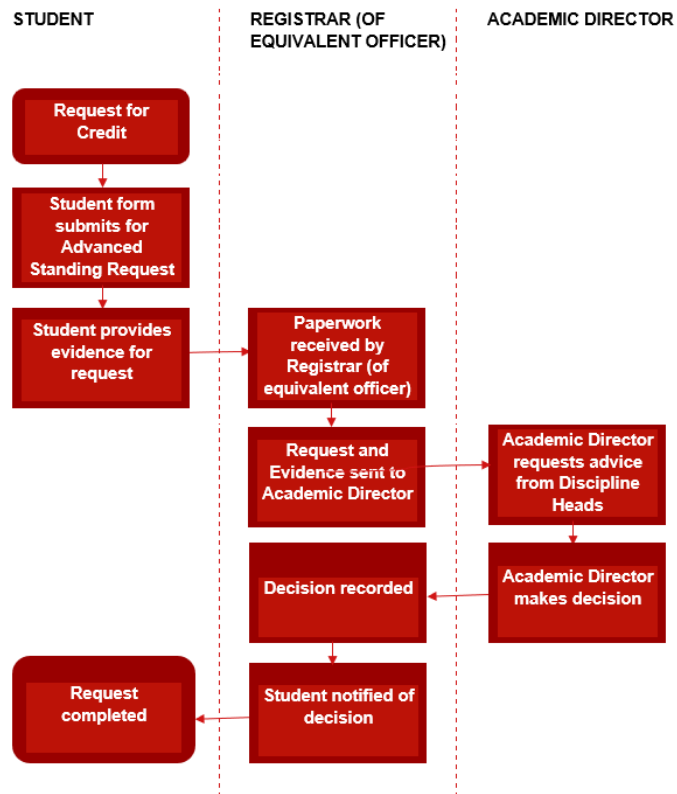 STUDENT
REGISTRAR (OF
EQUIVALENT OFFICER)
ACADEMIC DIRECTOR
Request for
Credit
Student form
submits for
Advanced
Standing Request
Student provides
evidence for
request
Paperwork
received by
Registrar (of
equivalent officer)
Request and
Evidence sent to
Academic Director
Academic Director
requests advice
from Discipline
Heads
Academic Director
makes decision
Decision recorded
Student notified of
decision
Request
completed